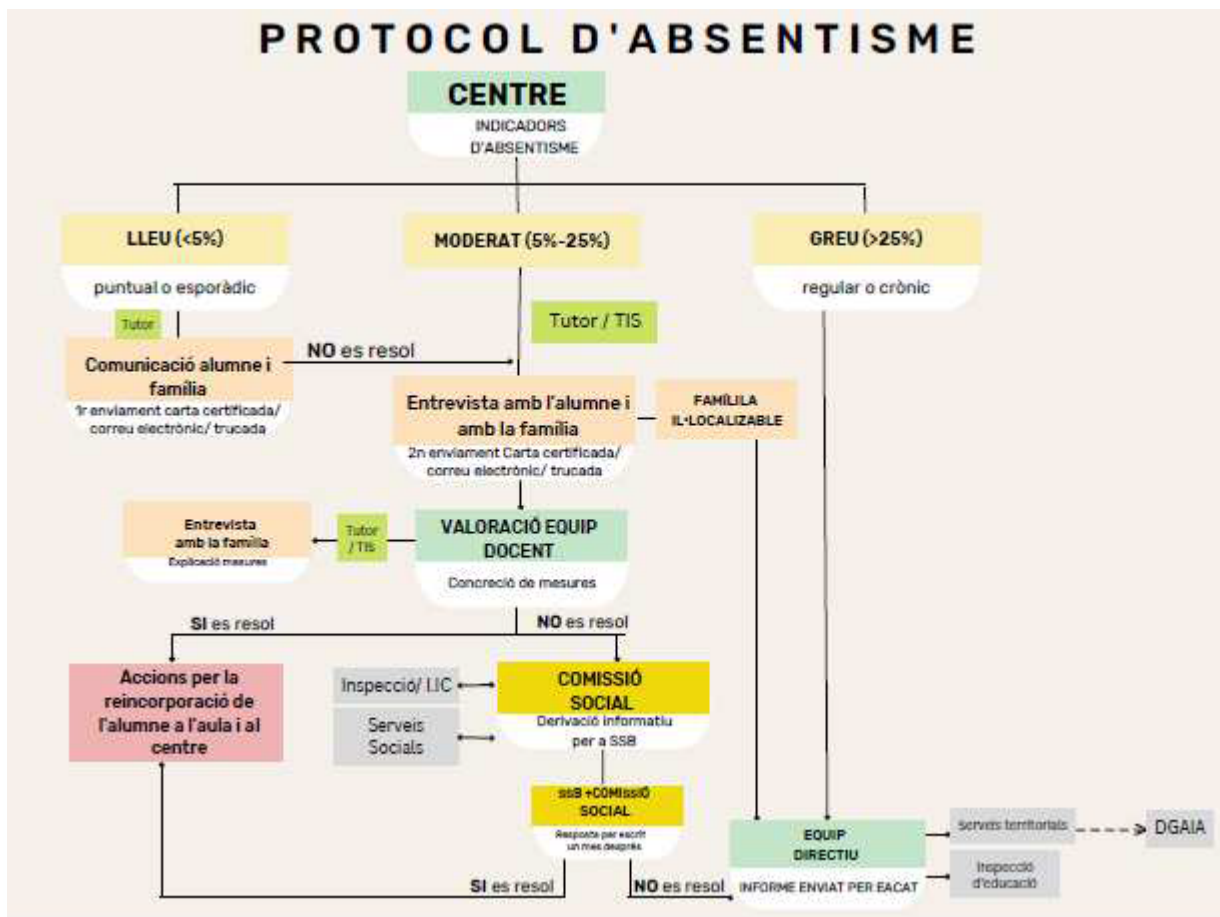 PROTOCOL D'ABSENTISME
CENTRE
INDICADORS
D'ABSENTISME
LLEU (<5%)
puntual o esporàdic
MODERAT (5%-25%)
GREU (>25%)
regular o crònic
Tutor
Tutor / TIS
Comunicació alumne i
família
1r enviament carta certificada/
correu electrònic/ trucada
NO es resol
Entrevista amb l'alumne i
amb la família
2n enviament Carta certificada/
correu electrònic/ trucada
FAMÍLILA
IL·LOCALIZABLE
Entrevista
amb la família
Explicació mesures
Tutor
/ TIS
VALORACIÓ EQUIP
DOCENT
Concreció de mesures
SI es resol
NO es resol
Accions per la
reincorporació de
l'alumne a l'aula i al
centre
Inspecció/ I.IC
Serveis
Socials
COMISSIÓ
SOCIAL
Derivació informatiu
per a SSB
SSB +COMISSIÓ
SOCIAL
Resposta per escrit
un mes després
SI es resol
NO es resol
EQUIP
DIRECTIU
INFORME ENVIAT PER EACAT
Serveis territorials
DGAIA
Inspecció
d'educació